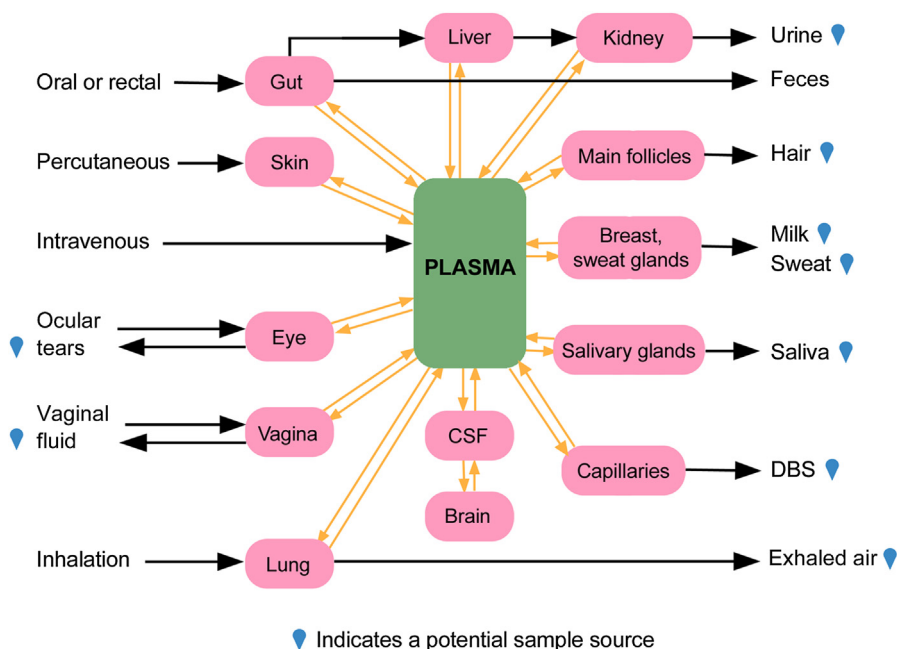 Liver
Kidney
Urine
Oral or rectal
Gut
Feces
Percutaneous
Skin
Main follicles
Hair
Intravenous
PLASMA
Breast,
sweat glands
Milk
Sweat
Ocular
tears
Eye
Salivary glands
Saliva
Vaginal
fluid
Vagina
CSF
Capillaries
DBS
Brain
Inhalation
Lung
Exhaled air
Indicates a potential sample source